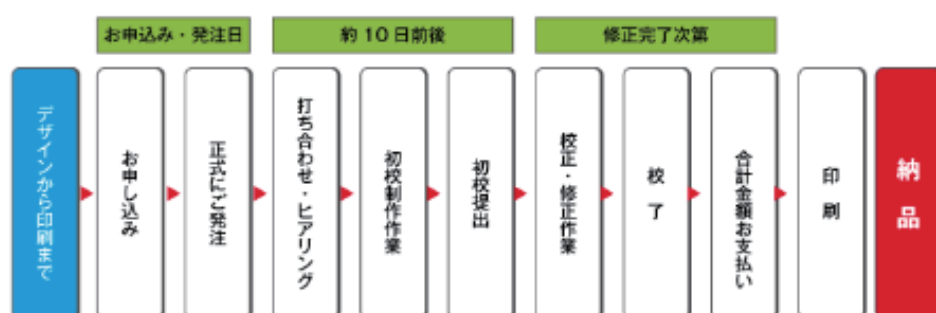 お申込み・発注日
約10日前後
修正完了次第
デザインから印刷まで
お申し込み
正式にご発注
打ち合わせ・ヒアリング
初校制作作業
初校提出
校正・修正作業
校了
合計金額お支払い
印刷
納品